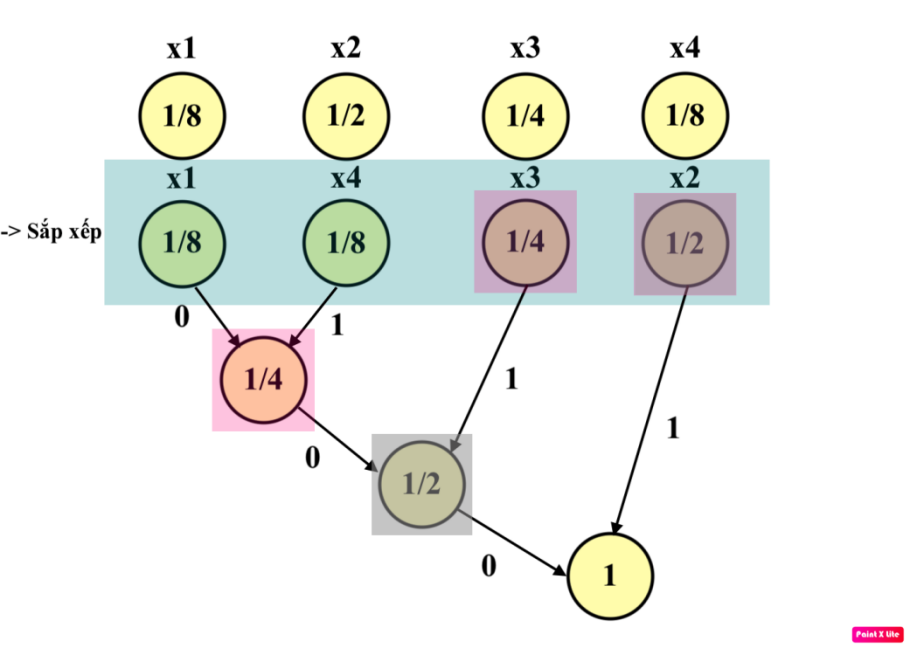 x1 x2 x3 x4
1/8 1/2 1/4 1/8
x1 x4 x3 x2
-> Sắp xếp 1/8 1/8 1/4 1/2
0 1
1/4 1
0 1
1/2
0 1
Paint X Lite